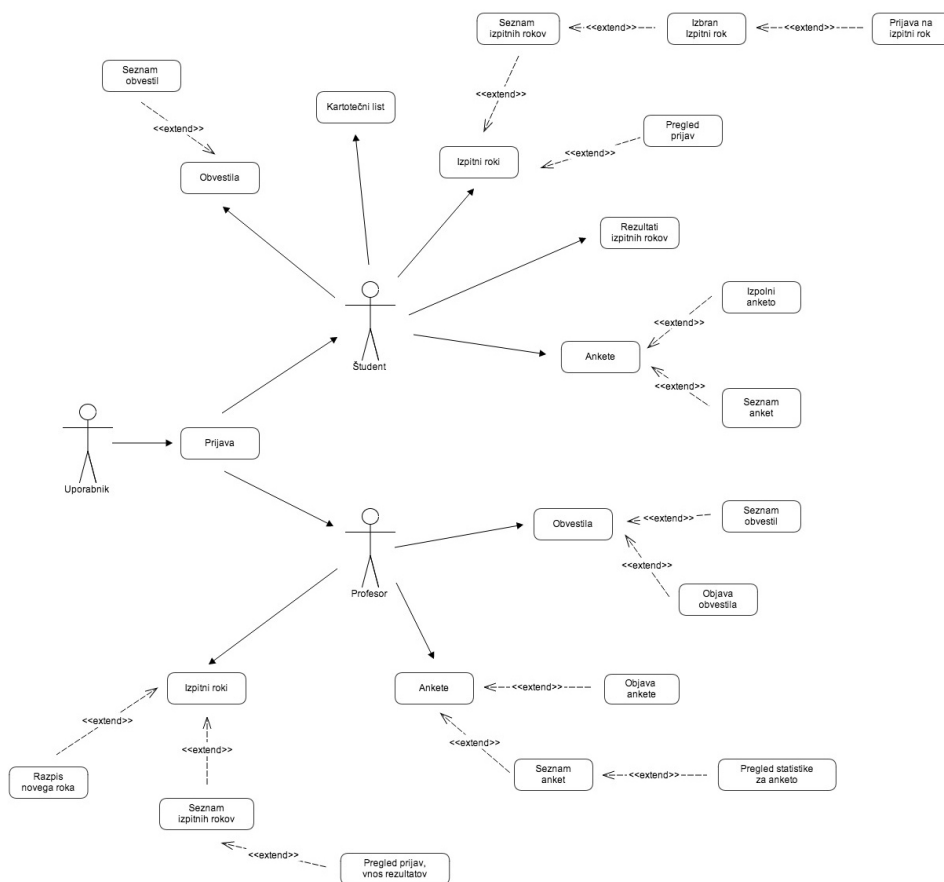 Seznam
izpitnih rokov
<<extend>>
Izbran
Izpitni rok
<<extend>>
Prijava na
izpitni rok
Seznam
obvestil
<<extend>>
Kartotečni list
<<extend>>
Pregled
prijav
<<extend>>
Izpitni roki
Obvestila
Rezultati
izpitnih rokov
Izpolni
anketo
<<extend>>
Ankete
Študent
<<extend>>
Seznam
anket
Prijava
Uporabnik
Obvestila
<<extend>>
Seznam
obvestil
<<extend>>
Profesor
Objava
obvestila
Izpitni roki
Ankete
<<extend>>
Objava
ankete
<<extend>>
<<extend>>
<<extend>>
Razpis
novega roka
Seznam
anket
<<extend>>
Pregled statistike
za anketo
Seznam
izpitnih rokov
<<extend>>
Pregled prijav,
vnos rezultatov